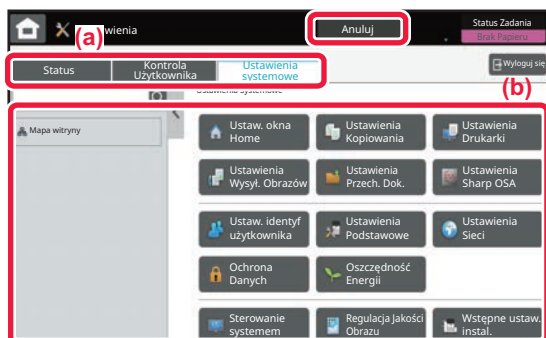 wienia
Anuluj
Status Zadania
Brak Papieru
(a)
Status
Kontrola
Użytkownika
Ustawienia
systemowe
Wyloguj się
(b)
Ustawienia systemowe
Mapa witryny
Ustaw. okna
Home
Ustawienia
Kopiowania
Ustawienia
Drukarki
Ustawienia
Wysył. Obrazów
Ustawienia
Przech. Dok.
Ustawienia
Sharp OSA
Ustaw. identyf
użytkownika
Ustawienia
Podstawowe
Ustawienia
Sieci
Ochrona
Danych
Oszczędność
Energii
Sterowanie
systemem
Regulacja Jakości
Obrazu
Wstępne ustaw.
instal.